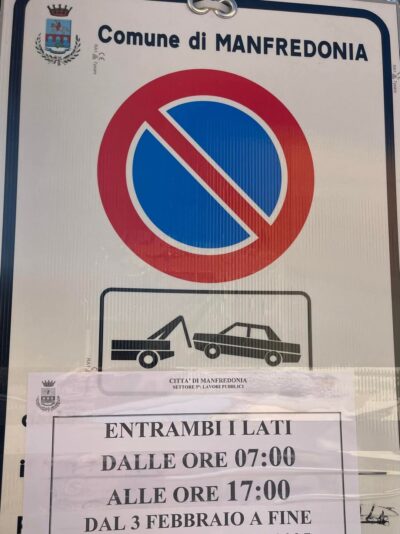 Comune di MANFREDONIA
CITTA' DI MANFREDONIA
SETTORE 5°: LAVORI PUBBLICI
ENTRAMBI I LATI
DALLE ORE 07:00
ALLE ORE 17:00
DAL 3 FEBBRAIO A FINE